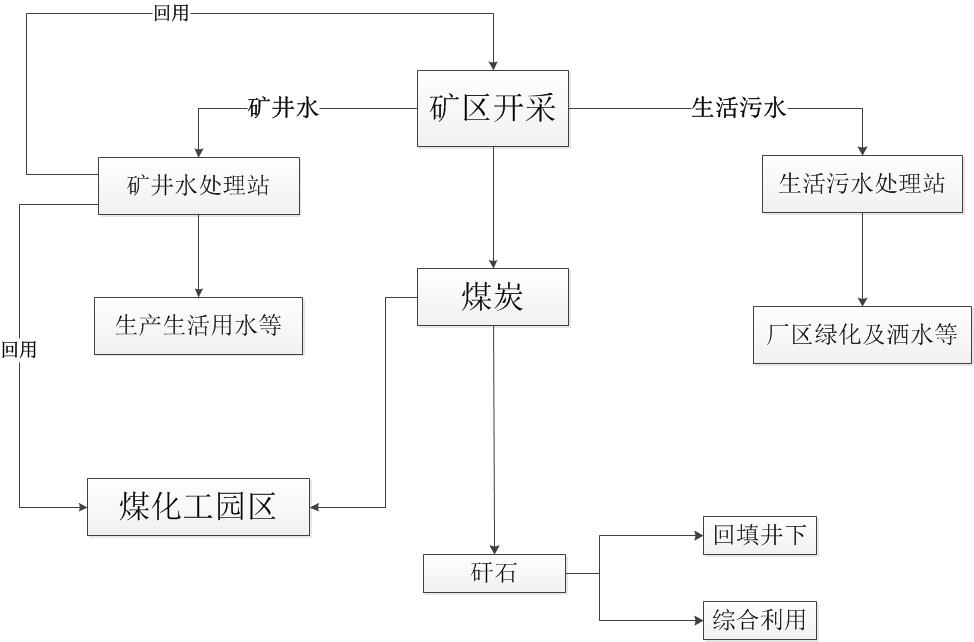 回用
矿井水
矿区开采
生活污水
矿井水处理站
生活污水处理站
煤炭
生产生活用水等
厂区绿化及洒水等
回用
煤化工园区
回填井下
矸石
综合利用